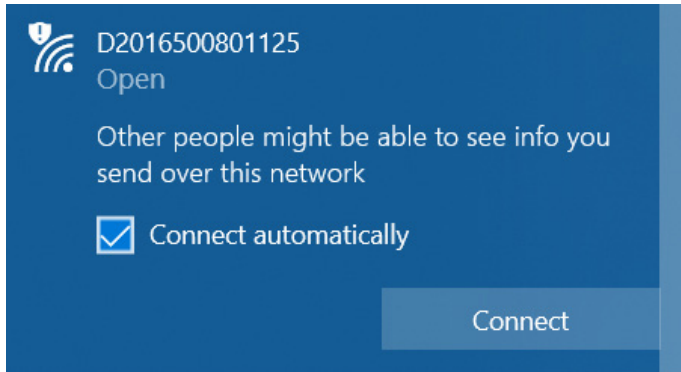 D2016500801125
Open
Other people might be able to see info you
send over this network
Connect automatically
Connect